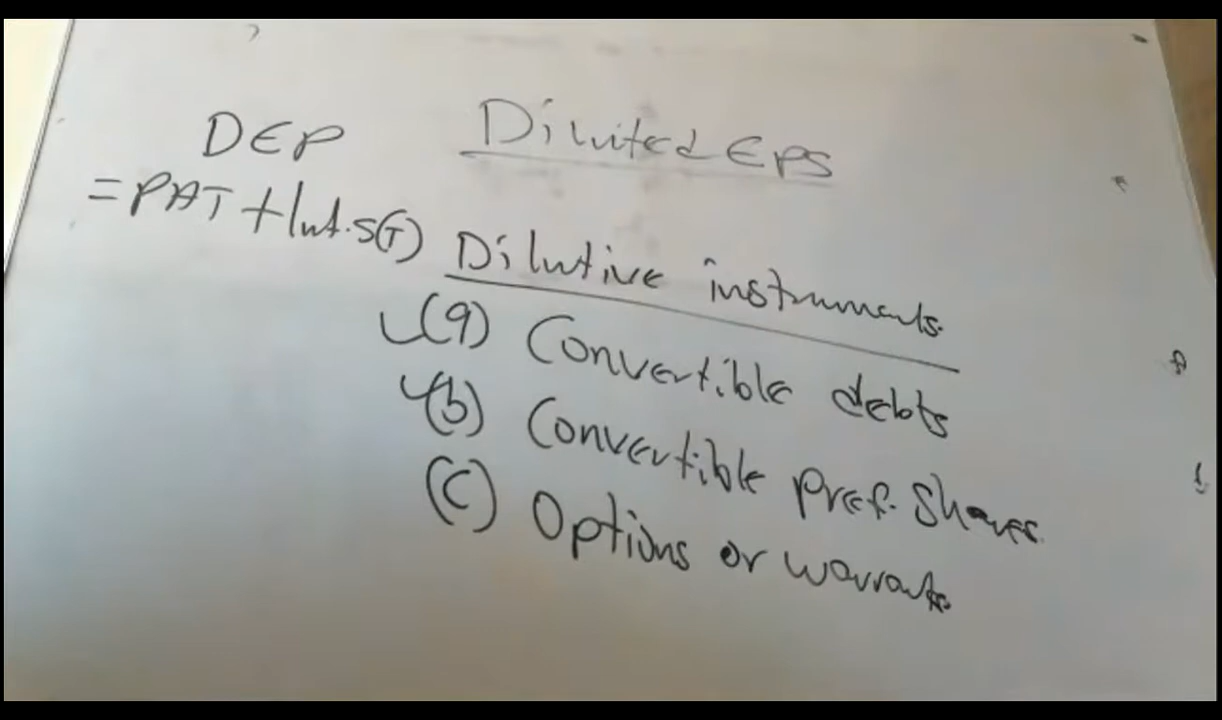 Diluted EPS
DEP
= PAT + Int.S(T)
Dilutive instruments.
(a) Convertible debts
(b) Convertible Pref. Shares.
(C) Options or warrants.